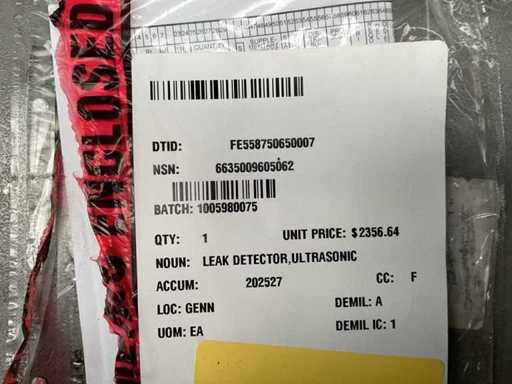 ENCLOSED
DTID: FE558750650007
NSN: 6635009605062
BATCH: 1005980075
QTY: 1 UNIT PRICE: $2356.64
NOUN: LEAK DETECTOR,ULTRASONIC
ACCUM: 202527 CC: F
LOC: GENN DEMIL: A
UOM: EA DEMIL IC: 1